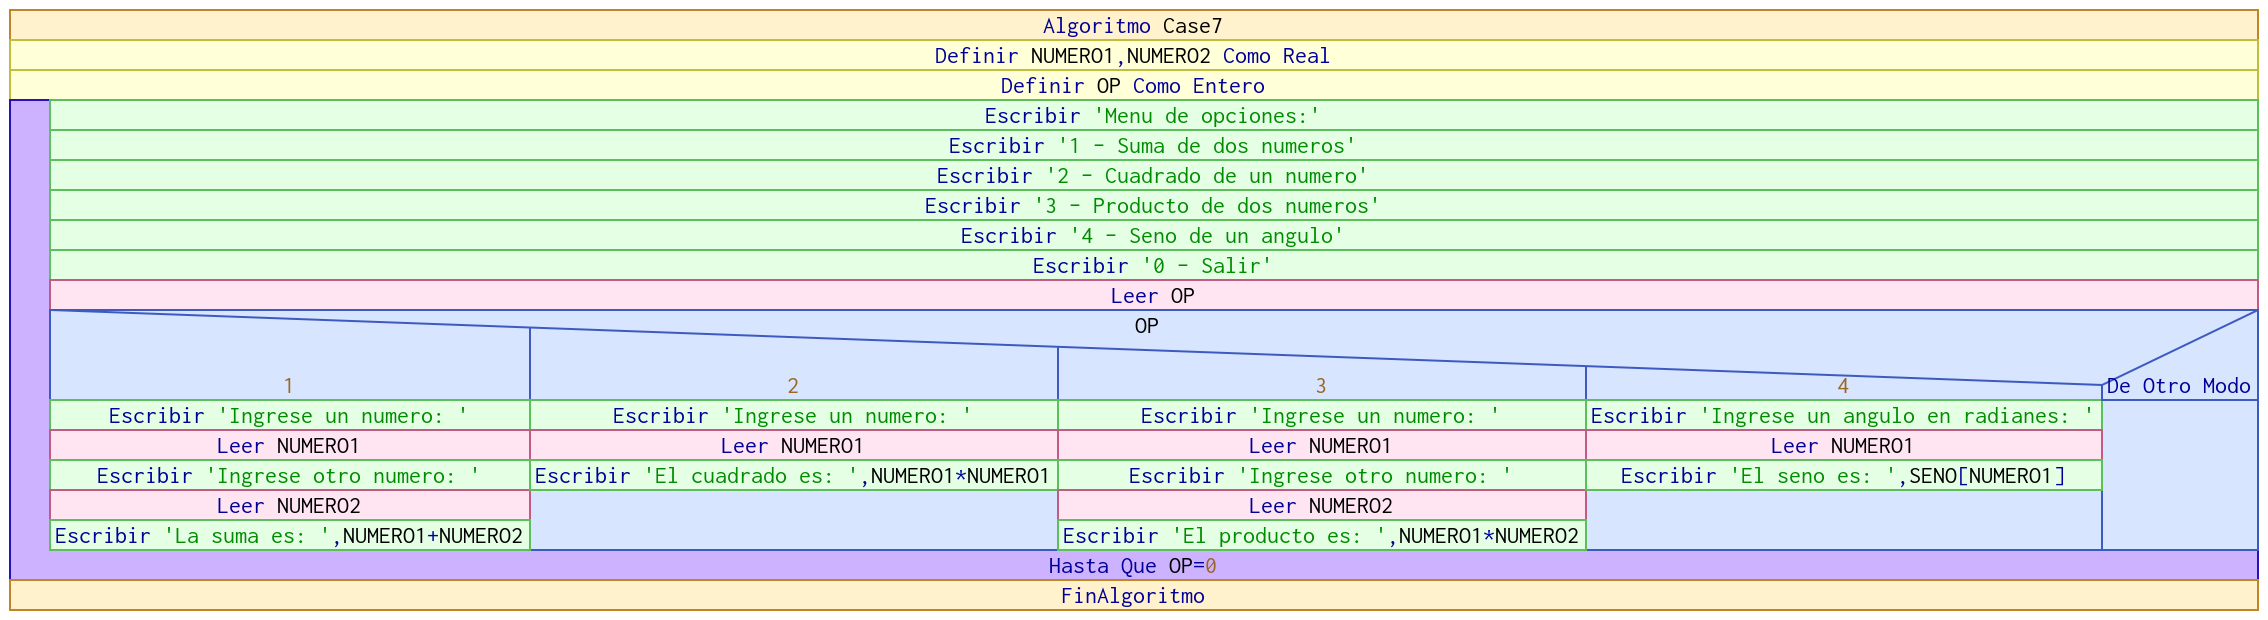 Algoritmo Case7
Definir NUMERO1,NUMERO2 Como Real
Definir OP Como Entero
Escribir 'Menu de opciones:'
Escribir '1 - Suma de dos numeros'
Escribir '2 - Cuadrado de un numero'
Escribir '3 - Producto de dos numeros'
Escribir '4 - Seno de un angulo'
Escribir '0 - Salir'
Leer OP
OP
1
Escribir 'Ingrese un numero: '
Leer NUMERO1
Escribir 'Ingrese otro numero: '
Leer NUMERO2
Escribir 'La suma es: ',NUMERO1+NUMERO2
2
Escribir 'Ingrese un numero: '
Leer NUMERO1
Escribir 'El cuadrado es: ',NUMERO1*NUMERO1
3
Escribir 'Ingrese un numero: '
Leer NUMERO1
Escribir 'Ingrese otro numero: '
Leer NUMERO2
Escribir 'El producto es: ',NUMERO1*NUMERO2
4
Escribir 'Ingrese un angulo en radianes: '
Leer NUMERO1
Escribir 'El seno es: ',SENO[NUMERO1]
De Otro Modo
Hasta Que OP=0
FinAlgoritmo